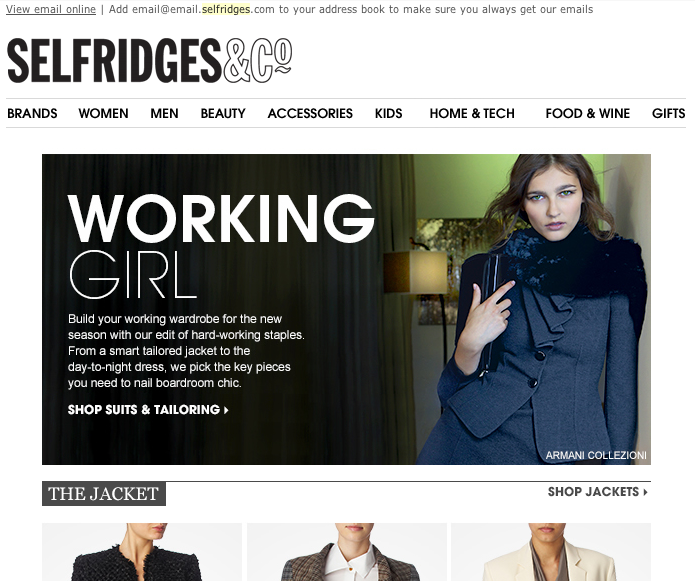 View email online | Add email@email.selfridges.com to your address book to make sure you always get our emails
SELFRIDGES&Co
BRANDS WOMEN MEN BEAUTY ACCESSORIES KIDS HOME & TECH FOOD & WINE GIFTS
WORKING
GIRL
Build your working wardrobe for the new
season with our edit of hard-working staples.
From a smart tailored jacket to the
day-to-night dress, we pick the key pieces
you need to nail boardroom chic.
SHOP SUITS & TAILORING
ARMANI COLLEZIONI
THE JACKET
SHOP JACKETS